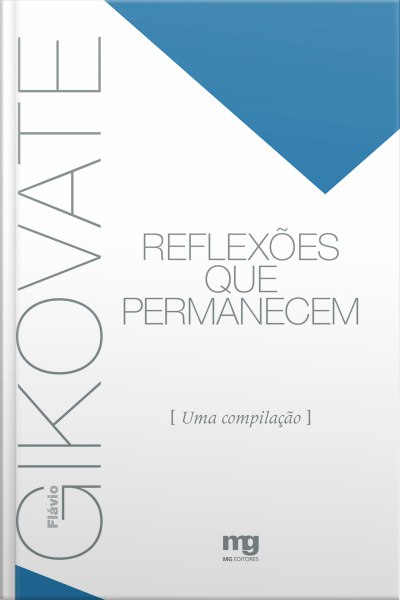 Flávio
GIKOVATE
REFLEXÕES
QUE
PERMANECEM
[ Uma compilação ]
mg
MG EDITORES